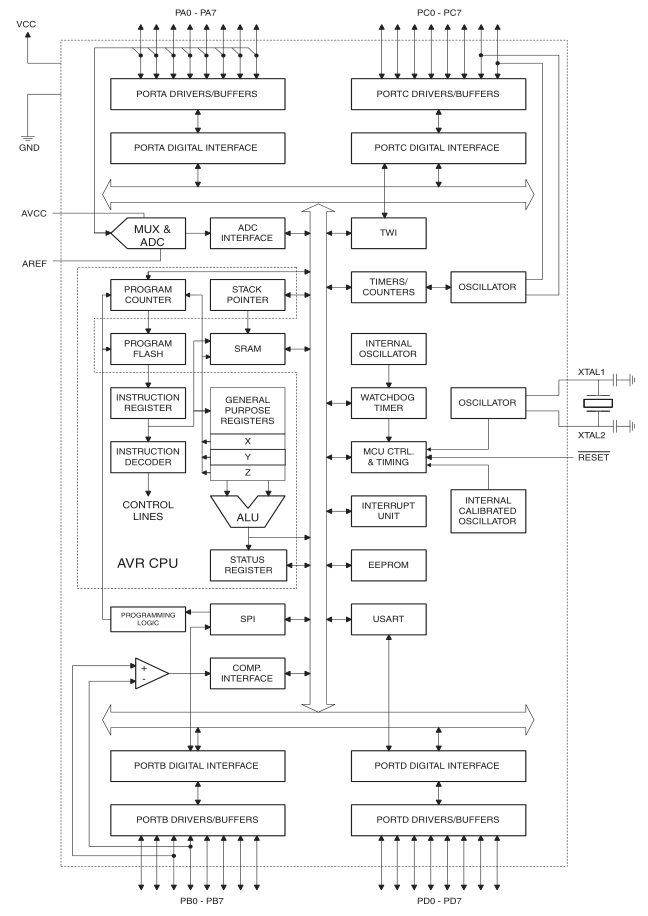 PA0 - PA7
PC0 - PC7
VCC
PORTA DRIVERS/BUFFERS
PORTC DRIVERS/BUFFERS
GND
PORTA DIGITAL INTERFACE
PORTC DIGITAL INTERFACE
AVCC
MUX &
ADC
ADC
INTERFACE
TWI
AREF
PROGRAM
COUNTER
STACK
POINTER
TIMERS/
COUNTERS
OSCILLATOR
PROGRAM
FLASH
SRAM
INTERNAL
OSCILLATOR
XTAL1
INSTRUCTION
REGISTER
GENERAL
PURPOSE
REGISTERS
WATCHDOG
TIMER
OSCILLATOR
XTAL2
X
INSTRUCTION
DECODER
Y
MCU CTRL.
& TIMING
RESET
Z
CONTROL
LINES
ALU
INTERRUPT
UNIT
INTERNAL
CALIBRATED
OSCILLATOR
AVR CPU
STATUS
REGISTER
EEPROM
PROGRAMMING
LOGIC
SPI
USART
+
-
COMP.
INTERFACE
PORTB DIGITAL INTERFACE
PORTD DIGITAL INTERFACE
PORTB DRIVERS/BUFFERS
PORTD DRIVERS/BUFFERS
PB0 - PB7
PD0 - PD7